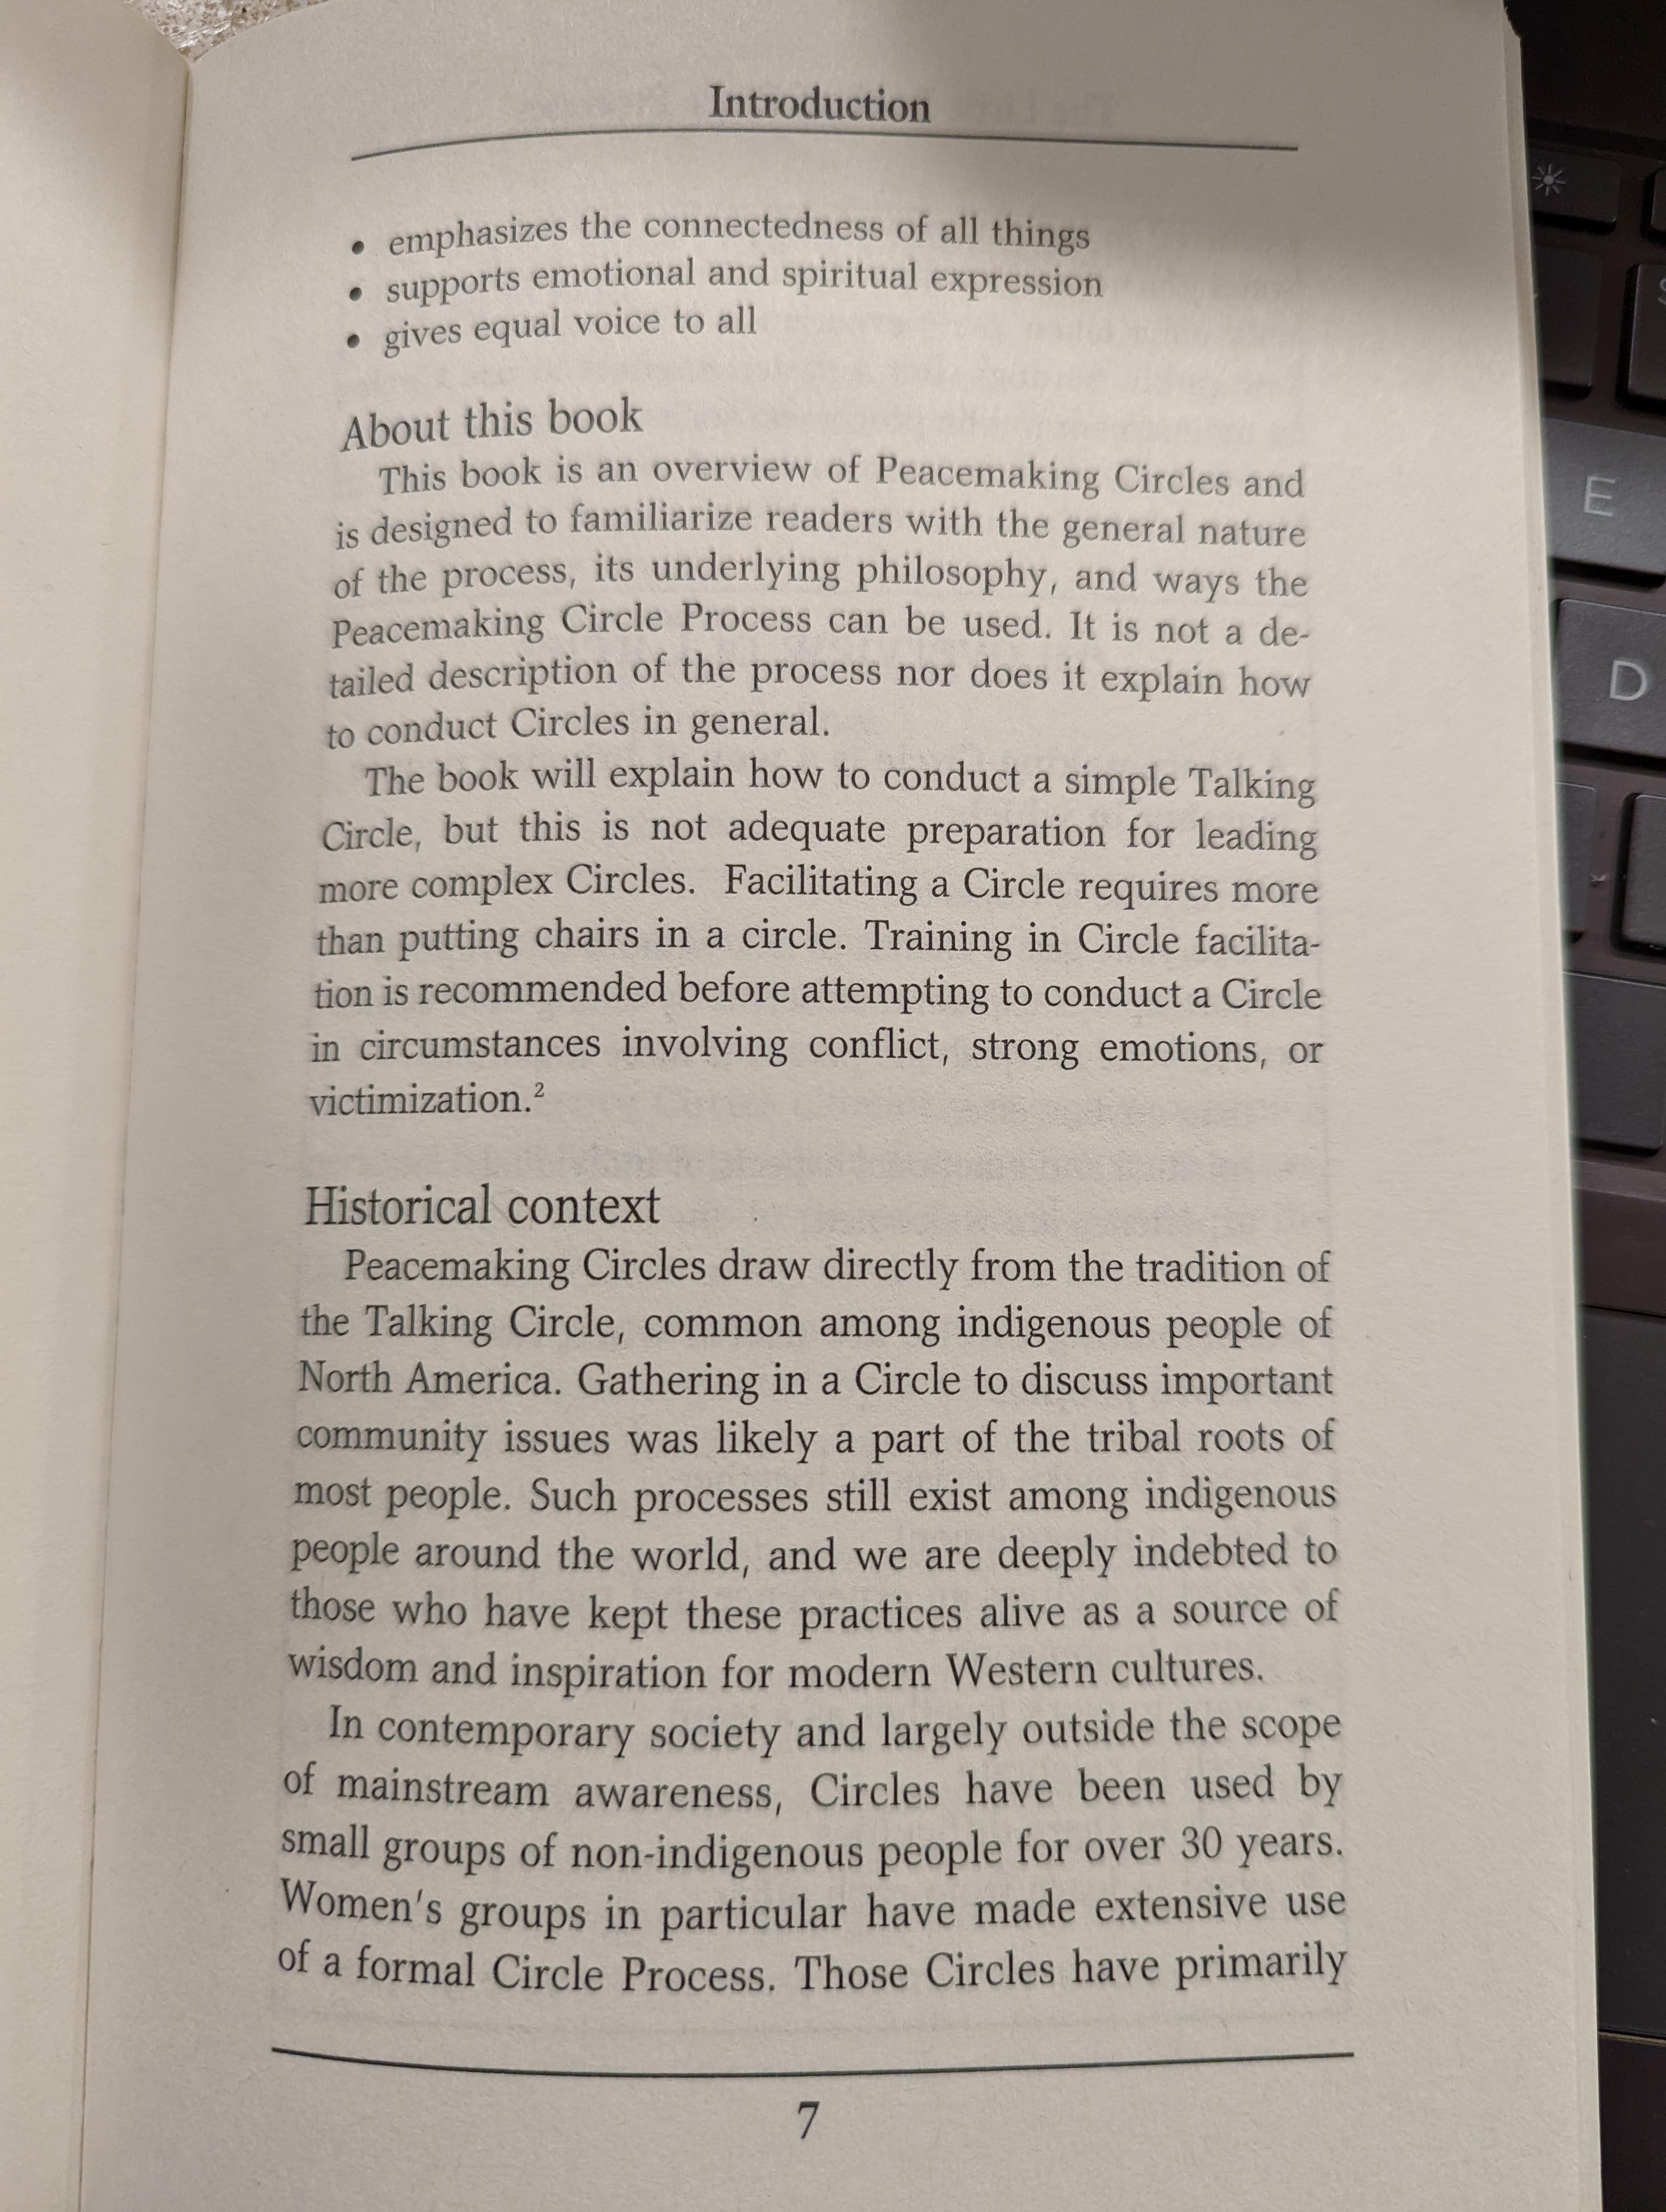 Introduction
• emphasizes the connectedness of all things
• supports emotional and spiritual expression
• gives equal voice to all
About this book
This book is an overview of Peacemaking Circles and
is designed to familiarize readers with the general nature
of the process, its underlying philosophy, and ways the
Peacemaking Circle Process can be used. It is not a de-
tailed description of the process nor does it explain how
to conduct Circles in general.
The book will explain how to conduct a simple Talking
Circle, but this is not adequate preparation for leading
more complex Circles. Facilitating a Circle requires more
than putting chairs in a circle. Training in Circle facilita-
tion is recommended before attempting to conduct a Circle
in circumstances involving conflict, strong emotions, or
victimization.²
Historical context
Peacemaking Circles draw directly from the tradition of
the Talking Circle, common among indigenous people of
North America. Gathering in a Circle to discuss important
community issues was likely a part of the tribal roots of
most people. Such processes still exist among indigenous
people around the world, and we are deeply indebted to
those who have kept these practices alive as a source of
wisdom and inspiration for modern Western cultures.
In contemporary society and largely outside the scope
of mainstream awareness, Circles have been used by
small groups of non-indigenous people for over 30 years.
Women's groups in particular have made extensive use
of a formal Circle Process. Those Circles have primarily
7
E
D